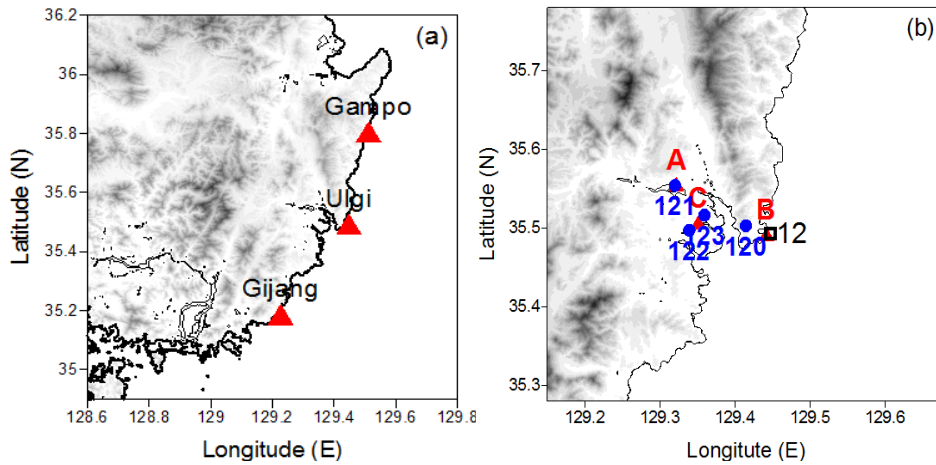 (a)
36.2
36
35.8
35.6
35.4
35.2
35
Latitude (N)
Gampo
Ulgi
Gijang
128.6
128.8
129
129.2
129.4
129.6
129.8
Longitude (E)
(b)
35.7
35.6
35.5
35.4
35.3
Latitude (N)
A
121
C
123
122
120
B
12
129.2
129.3
129.4
129.5
129.6
Longitute (E)